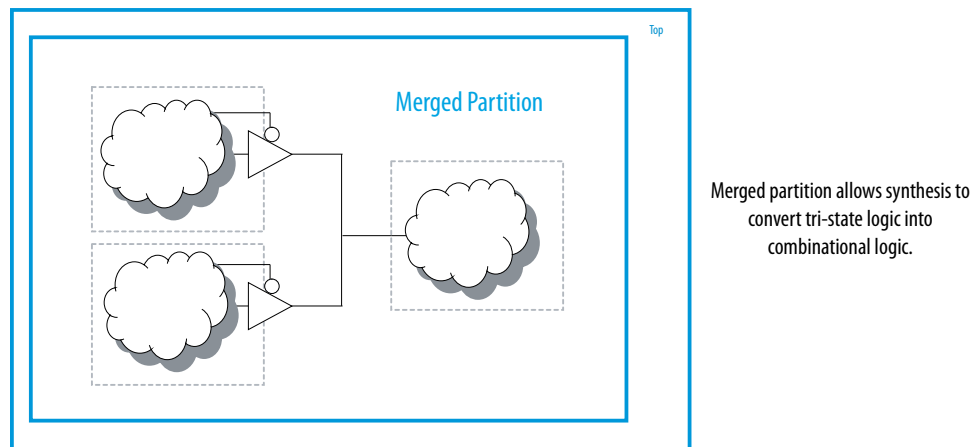 Top
Merged Partition
Merged partition allows synthesis to
convert tri-state logic into
combinational logic.